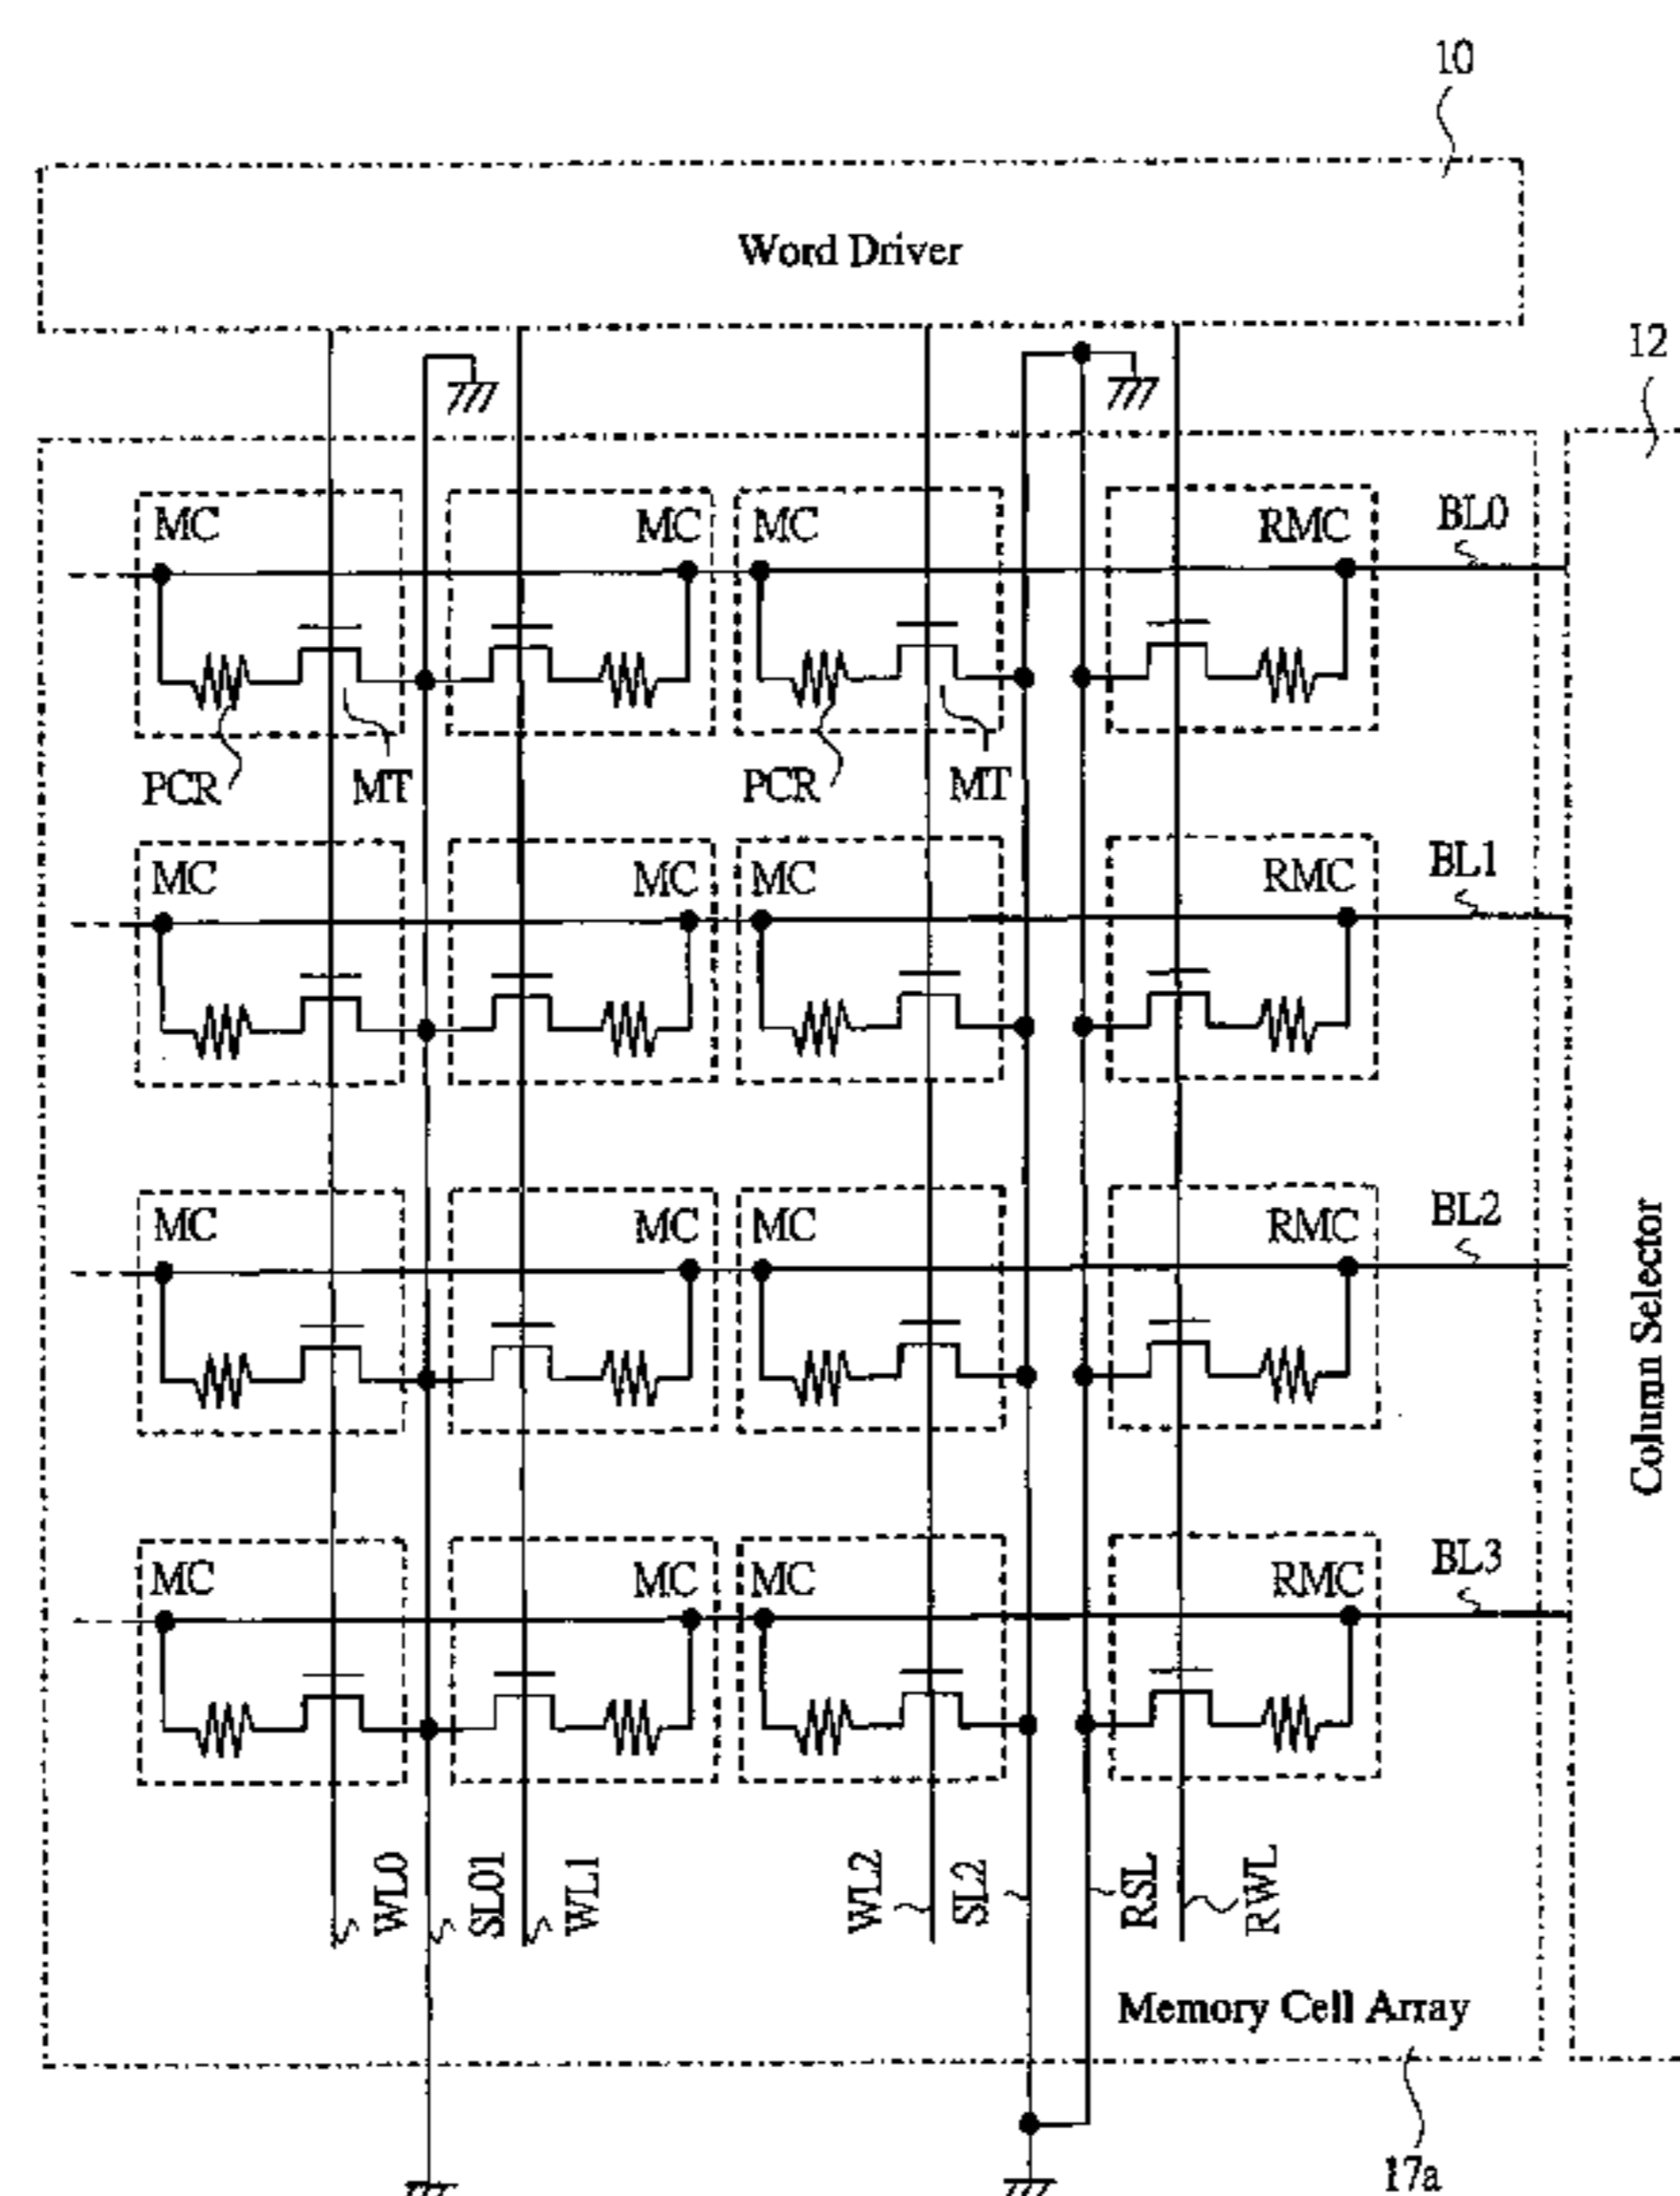 10
Word Driver
12
MC MC MC RMC BL0
PCR MT PCR MT
MC MC MC RMC BL1
MC MC MC RMC BL2
Column Selector
MC MC MC RMC BL3
WL0 SL01 WL1 WL2 SL2 RSL RWL
Memory Cell Array
17a